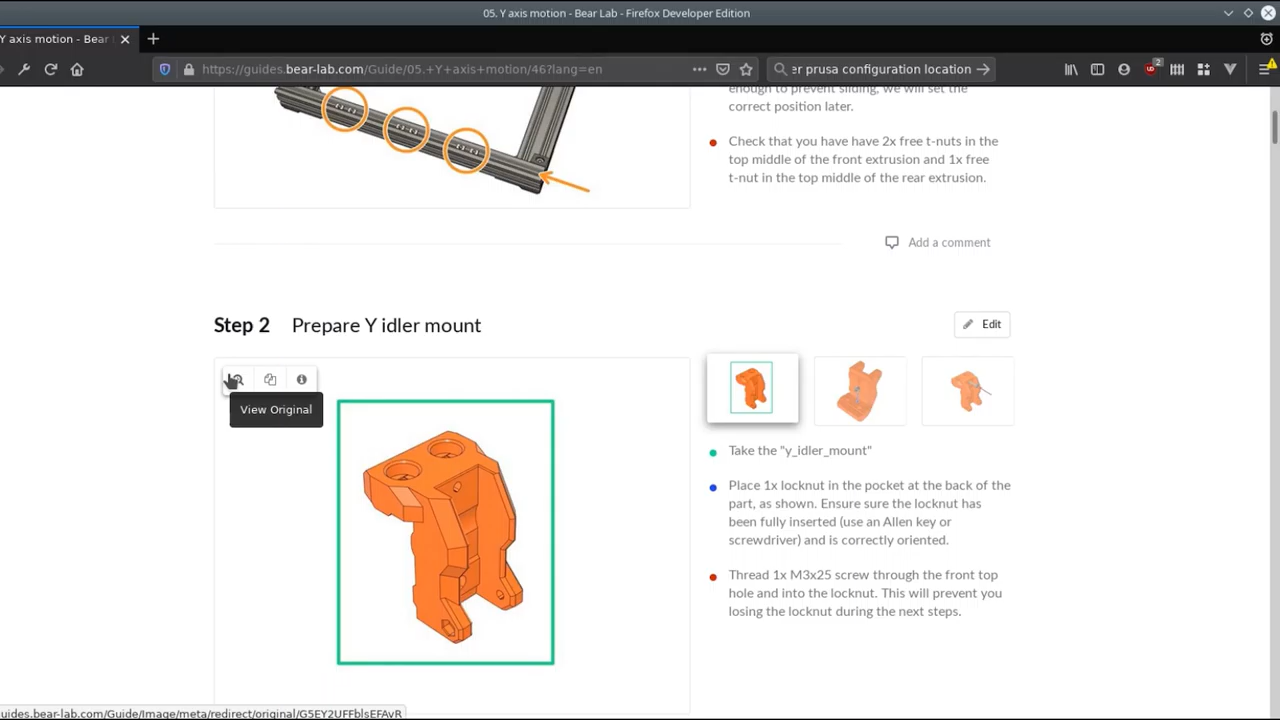 05. Y axis motion - Bear Lab - Firefox Developer Edition
Y axis motion - Bear
https://guides.bear-lab.com/Guide/05.+Y+axis+motion/46?lang=en
er prusa configuration location
2
enough to prevent sliding, we will set the
correct position later.
Check that you have have 2x free t-nuts in the
top middle of the front extrusion and 1x free
t-nut in the top middle of the rear extrusion.
Add a comment
Step 2 Prepare Y idler mount
Edit
View Original
Take the "y_idler_mount"
Place 1x locknut in the pocket at the back of the
part, as shown. Ensure sure the locknut has
been fully inserted (use an Allen key or
screwdriver) and is correctly oriented.
Thread 1x M3x25 screw through the front top
hole and into the locknut. This will prevent you
losing the locknut during the next steps.
uides.bear-lab.com/Guide/Image/meta/redirect/original/G5EY2UFFblsEFAvR